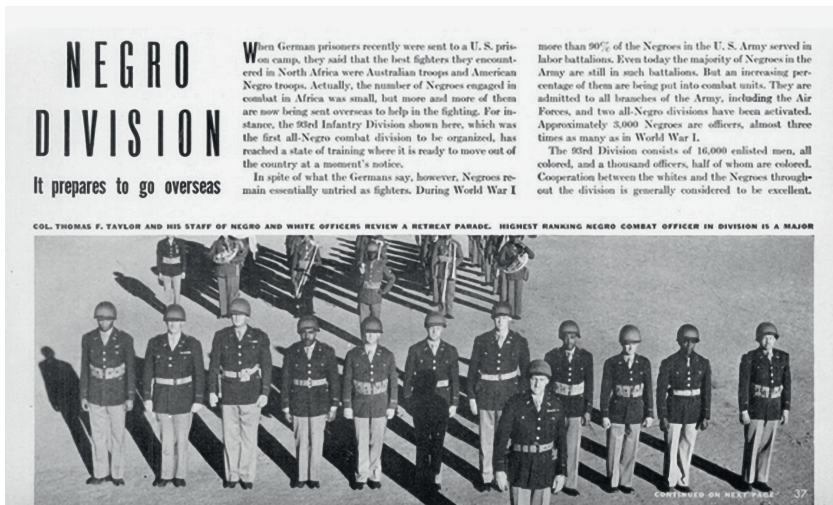 NEGRO
DIVISION
It prepares to go overseas
When German prisoners recently were sent to a U. S. pris-
on camp, they said that the best fighters they encount-
ered in North Africa were Australian troops and American
Negro troops. Actually, the number of Negroes engaged in
combat in Africa was small, but more and more of them
are now being sent overseas to help in the fighting. For in-
stance, the 93rd Infantry Division shown here, which was
the first all-Negro combat division to be organized, has
reached a state of training where it is ready to move out of
the country at a moment's notice.
In spite of what the Germans say, however, Negroes re-
main essentially untried as fighters. During World War I
more than 90% of the Negroes in the U. S. Army served in
labor battalions. Even today the majority of Negroes in the
Army are still in such battalions. But an increasing per-
centage of them are being put into combat units. They are
admitted to all branches of the Army, including the Air
Forces, and two all-Negro divisions have been activated.
Approximately 3,000 Negroes are officers, almost three
times as many as in World War I.
The 93rd Division consists of 16,000 enlisted men, all
colored, and a thousand officers, half of whom are colored.
Cooperation between the whites and the Negroes through-
out the division is generally considered to be excellent.
COL. THOMAS F. TAYLOR AND HIS STAFF OF NEGRO AND WHITE OFFICERS REVIEW A RETREAT PARADE. HIGHEST RANKING NEGRO COMBAT OFFICER IN DIVISION IS A MAJOR
CONTINUED ON NEXT PAGE 37